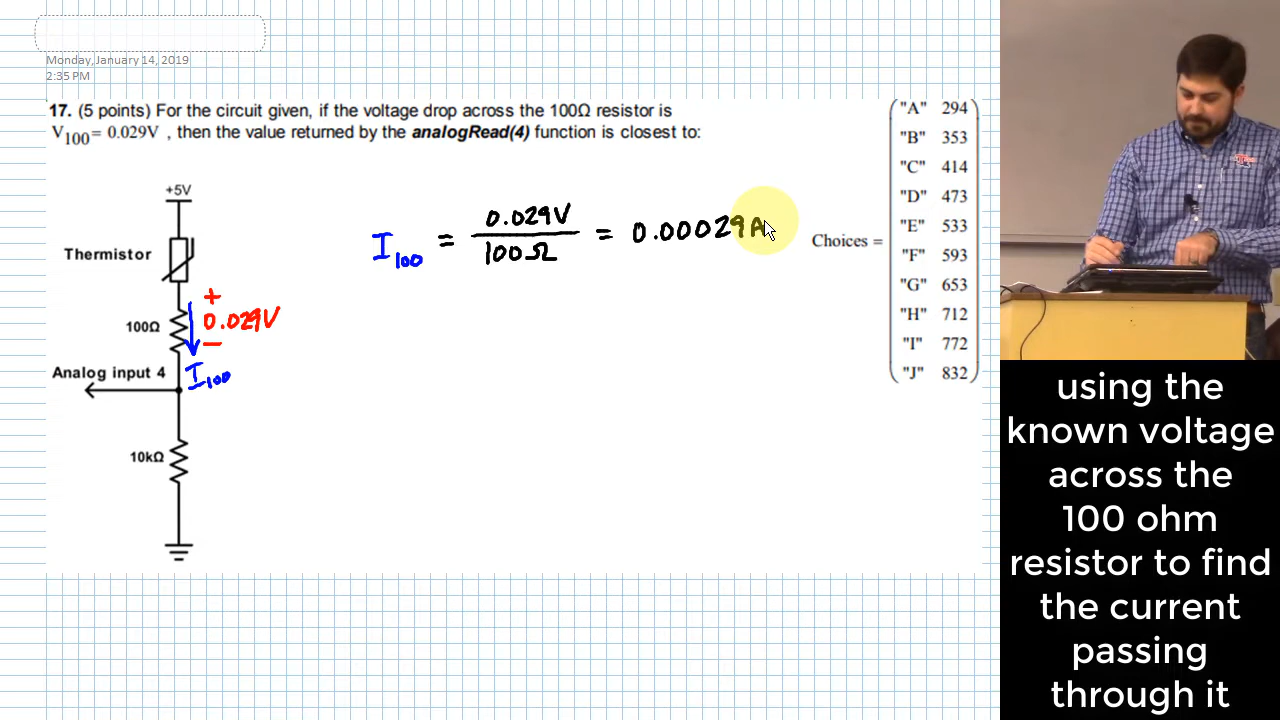 Monday, January 14, 2019
2:35 PM
17. (5 points) For the circuit given, if the voltage drop across the 100Ω resistor is
V100 = 0.029V , then the value returned by the analogRead(4) function is closest to:
+5V
Thermistor
100Ω
+
0.029V
−
I100
Analog input 4
10kΩ
I100 = 0.029V / 100Ω = 0.00029A
Choices =
"A" 294
"B" 353
"C" 414
"D" 473
"E" 533
"F" 593
"G" 653
"H" 712
"I" 772
"J" 832
using the
known voltage
across the
100 ohm
resistor to find
the current
passing
through it